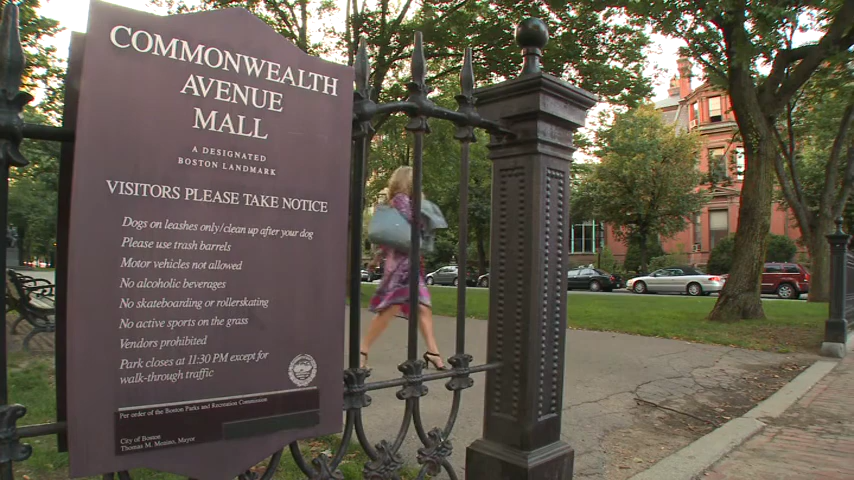 COMMONWEALTH
AVENUE
MALL
A DESIGNATED
BOSTON LANDMARK
VISITORS PLEASE TAKE NOTICE
Dogs on leashes only/clean up after your dog
Please use trash barrels
Motor vehicles not allowed
No alcoholic beverages
No skateboarding or rollerskating
No active sports on the grass
Vendors prohibited
Park closes at 11:30 PM except for
walk-through traffic
Per order of the Boston Parks and Recreation Commission
City of Boston
Thomas M. Menino, Mayor